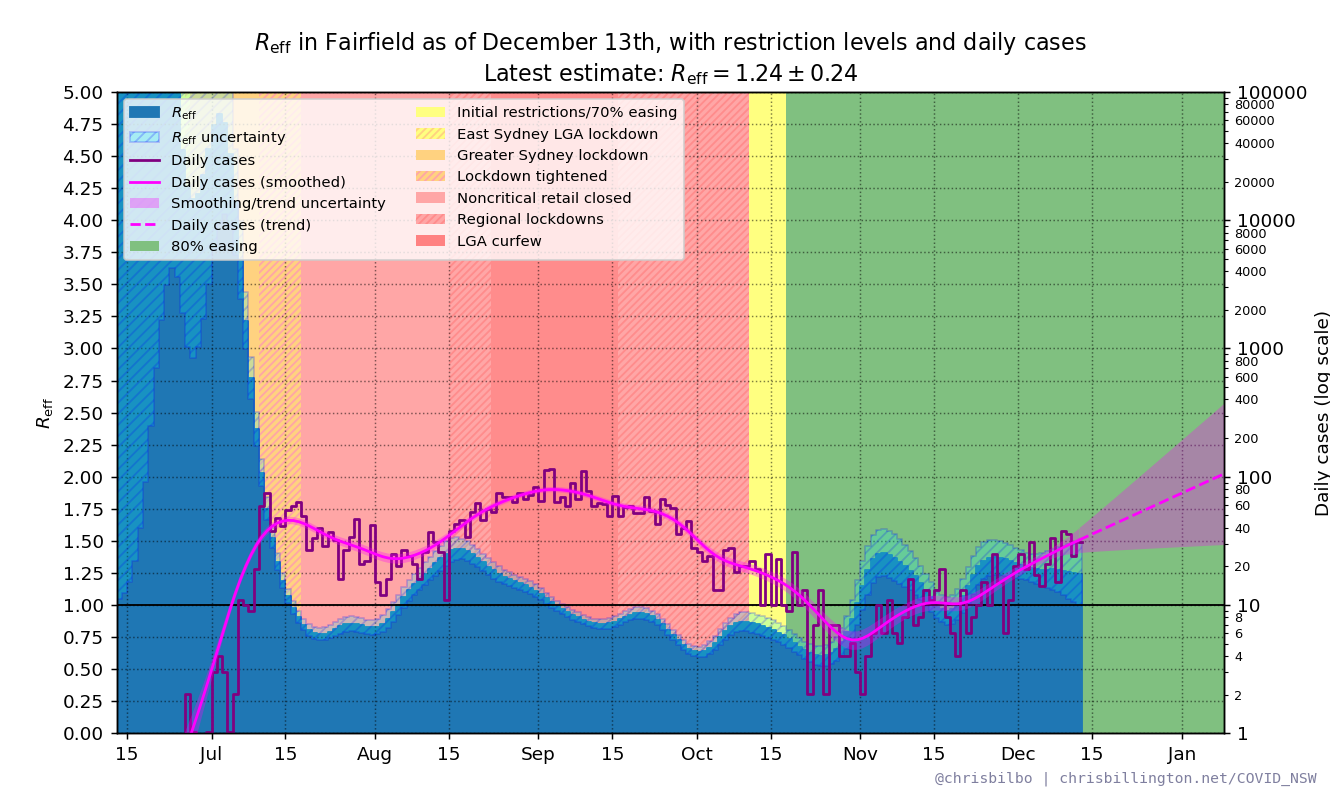 R_eff in Fairfield as of December 13th, with restriction levels and daily cases
Latest estimate: R_eff = 1.24 ± 0.24
R_eff
R_eff uncertainty
Daily cases
Daily cases (smoothed)
Smoothing/trend uncertainty
Daily cases (trend)
80% easing
Initial restrictions/70% easing
East Sydney LGA lockdown
Greater Sydney lockdown
Lockdown tightened
Noncritical retail closed
Regional lockdowns
LGA curfew
R_eff
5.00
4.75
4.50
4.25
4.00
3.75
3.50
3.25
3.00
2.75
2.50
2.25
2.00
1.75
1.50
1.25
1.00
0.75
0.50
0.25
0.00
100000
80000
60000
40000
20000
10000
8000
6000
4000
2000
1000
800
600
400
200
100
80
60
40
20
10
8
6
4
2
1
Daily cases (log scale)
15 Jul 15 Aug 15 Sep 15 Oct 15 Nov 15 Dec 15 Jan
@chrisbilbo | chrisbillington.net/COVID_NSW